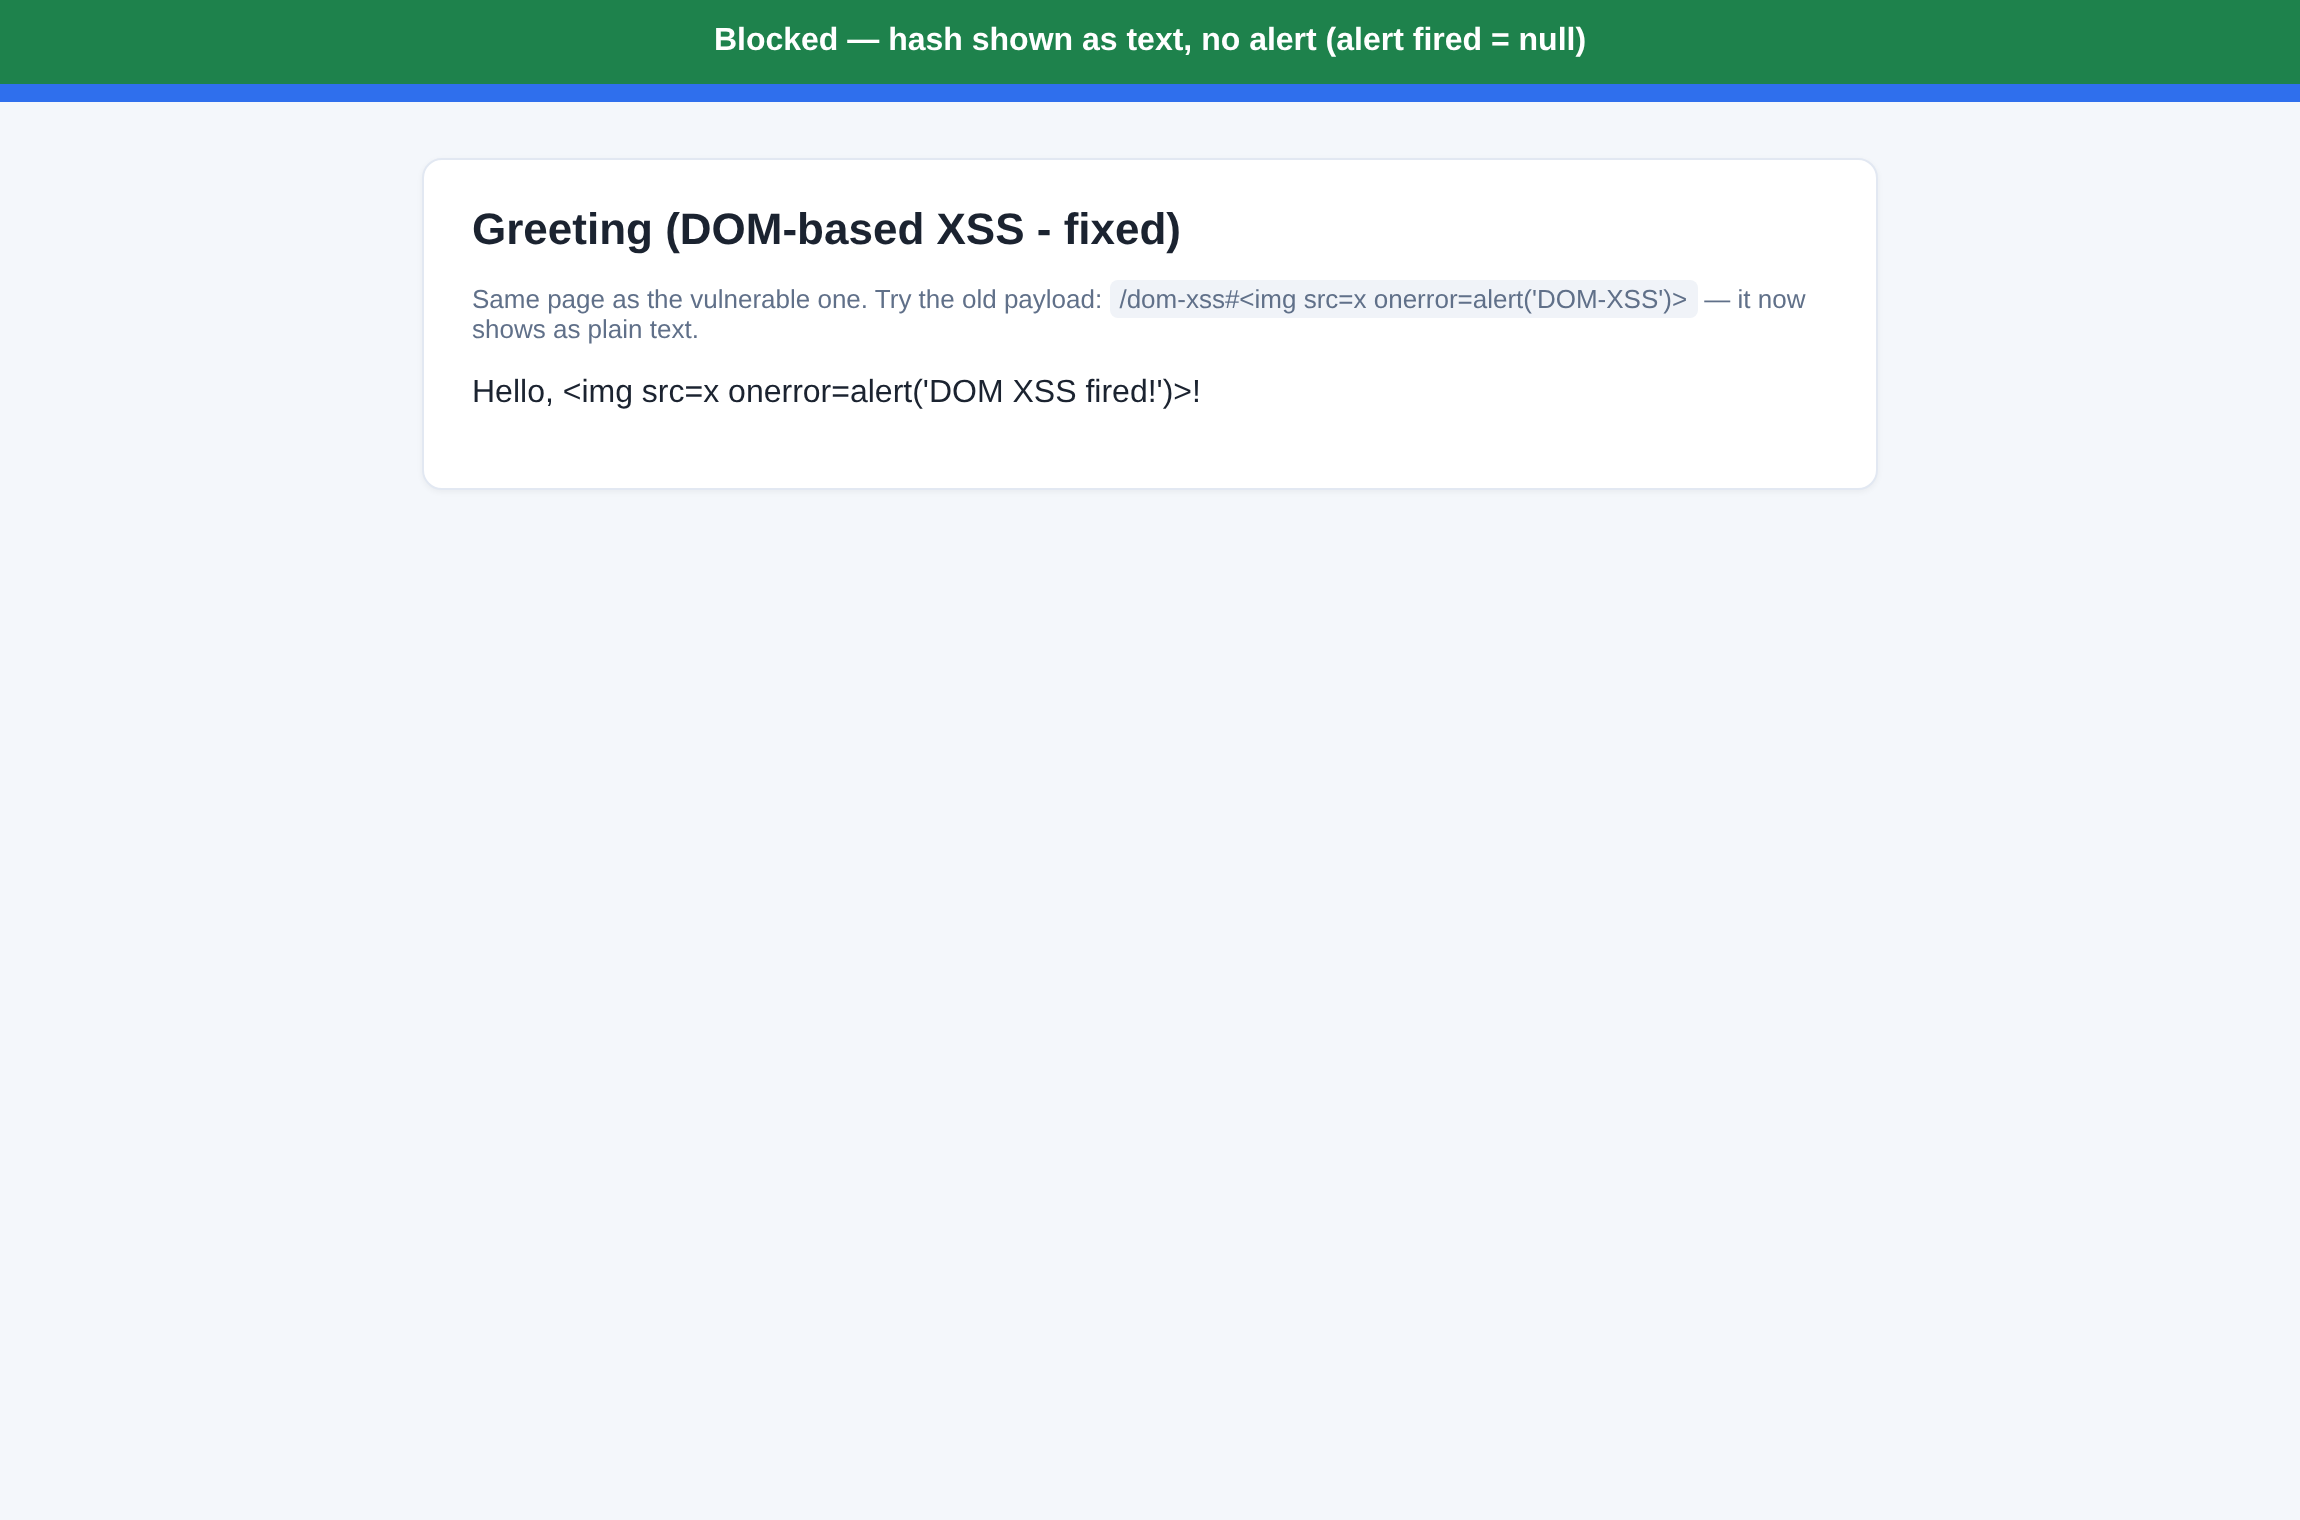 Blocked — hash shown as text, no alert (alert fired = null)
Greeting (DOM-based XSS - fixed)
Same page as the vulnerable one. Try the old payload: /dom-xss#<img src=x onerror=alert('DOM-XSS')> — it now
shows as plain text.
Hello, <img src=x onerror=alert('DOM XSS fired!')>!